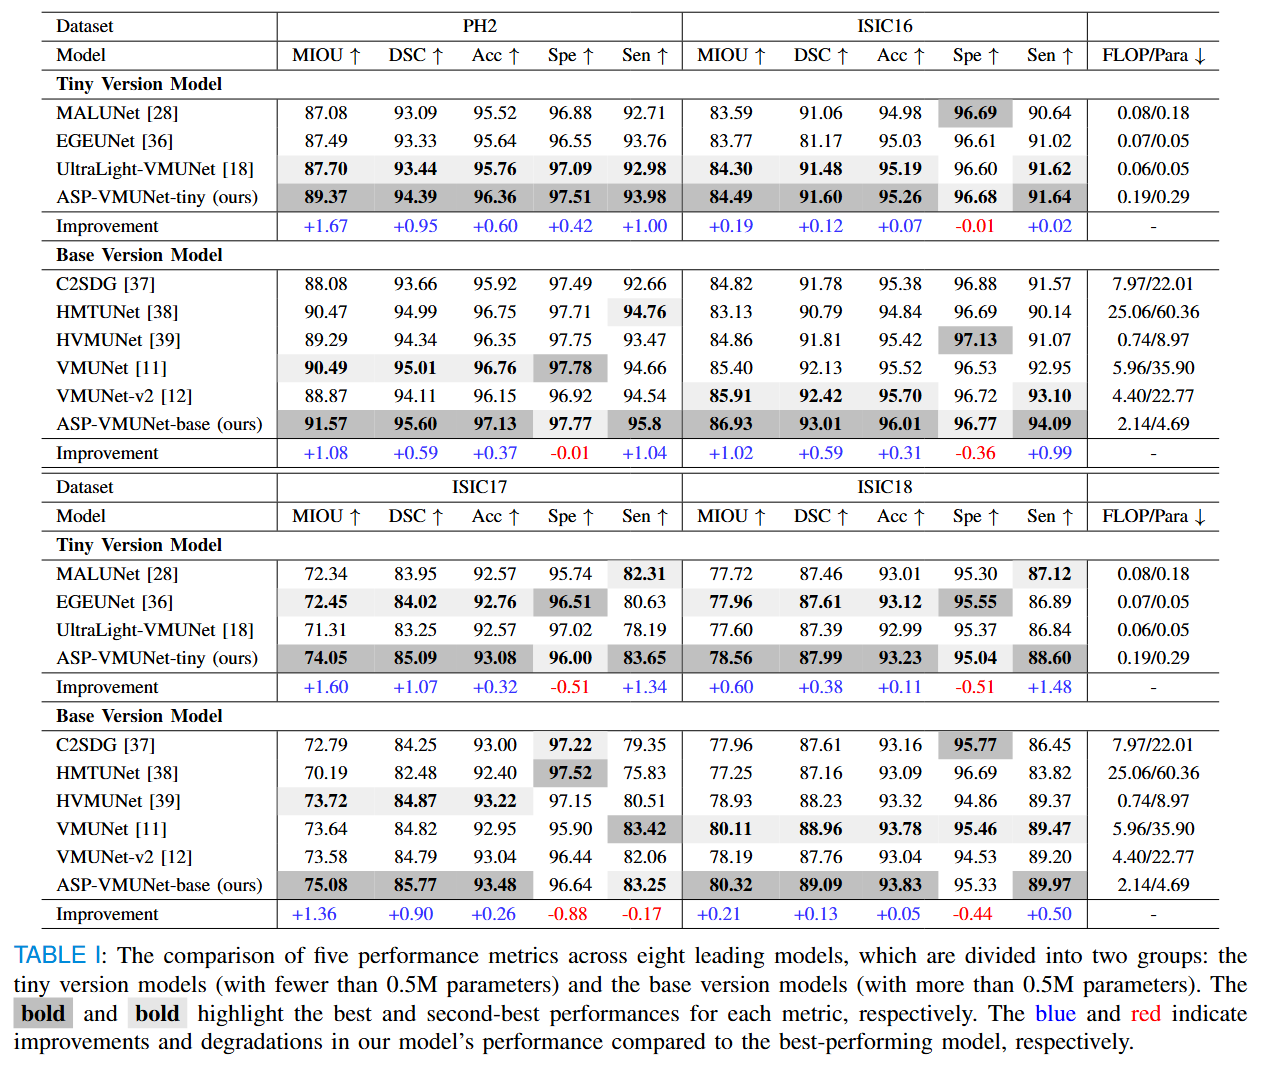 Dataset PH2 ISIC16
Model MIOU ↑ DSC ↑ Acc ↑ Spe ↑ Sen ↑ MIOU ↑ DSC ↑ Acc ↑ Spe ↑ Sen ↑ FLOP/Para ↓
Tiny Version Model
MALUNet [28] 87.08 93.09 95.52 96.88 92.71 83.59 91.06 94.98 96.69 90.64 0.08/0.18
EGEUNet [36] 87.49 93.33 95.64 96.55 93.76 83.77 81.17 95.03 96.61 91.02 0.07/0.05
UltraLight-VMUNet [18] 87.70 93.44 95.76 97.09 92.98 84.30 91.48 95.19 96.60 91.62 0.06/0.05
ASP-VMUNet-tiny (ours) 89.37 94.39 96.36 97.51 93.98 84.49 91.60 95.26 96.68 91.64 0.19/0.29
Improvement +1.67 +0.95 +0.60 +0.42 +1.00 +0.19 +0.12 +0.07 -0.01 +0.02 -
Base Version Model
C2SDG [37] 88.08 93.66 95.92 97.49 92.66 84.82 91.78 95.38 96.88 91.57 7.97/22.01
HMTUNet [38] 90.47 94.99 96.75 97.71 94.76 83.13 90.79 94.84 96.69 90.14 25.06/60.36
HVMUNet [39] 89.29 94.34 96.35 97.75 93.47 84.86 91.81 95.42 97.13 91.07 0.74/8.97
VMUNet [11] 90.49 95.01 96.76 97.78 94.66 85.40 92.13 95.52 96.53 92.95 5.96/35.90
VMUNet-v2 [12] 88.87 94.11 96.15 96.92 94.54 85.91 92.42 95.70 96.72 93.10 4.40/22.77
ASP-VMUNet-base (ours) 91.57 95.60 97.13 97.77 95.8 86.93 93.01 96.01 96.77 94.09 2.14/4.69
Improvement +1.08 +0.59 +0.37 -0.01 +1.04 +1.02 +0.59 +0.31 -0.36 +0.99 -
Dataset ISIC17 ISIC18
Model MIOU ↑ DSC ↑ Acc ↑ Spe ↑ Sen ↑ MIOU ↑ DSC ↑ Acc ↑ Spe ↑ Sen ↑ FLOP/Para ↓
Tiny Version Model
MALUNet [28] 72.34 83.95 92.57 95.74 82.31 77.72 87.46 93.01 95.30 87.12 0.08/0.18
EGEUNet [36] 72.45 84.02 92.76 96.51 80.63 77.96 87.61 93.12 95.55 86.89 0.07/0.05
UltraLight-VMUNet [18] 71.31 83.25 92.57 97.02 78.19 77.60 87.39 92.99 95.37 86.84 0.06/0.05
ASP-VMUNet-tiny (ours) 74.05 85.09 93.08 96.00 83.65 78.56 87.99 93.23 95.04 88.60 0.19/0.29
Improvement +1.60 +1.07 +0.32 -0.51 +1.34 +0.60 +0.38 +0.11 -0.51 +1.48 -
Base Version Model
C2SDG [37] 72.79 84.25 93.00 97.22 79.35 77.96 87.61 93.16 95.77 86.45 7.97/22.01
HMTUNet [38] 70.19 82.48 92.40 97.52 75.83 77.25 87.16 93.09 96.69 83.82 25.06/60.36
HVMUNet [39] 73.72 84.87 93.22 97.15 80.51 78.93 88.23 93.32 94.86 89.37 0.74/8.97
VMUNet [11] 73.64 84.82 92.95 95.90 83.42 80.11 88.96 93.78 95.46 89.47 5.96/35.90
VMUNet-v2 [12] 73.58 84.79 93.04 96.44 82.06 78.19 87.76 93.04 94.53 89.20 4.40/22.77
ASP-VMUNet-base (ours) 75.08 85.77 93.48 96.64 83.25 80.32 89.09 93.83 95.33 89.97 2.14/4.69
Improvement +1.36 +0.90 +0.26 -0.88 -0.17 +0.21 +0.13 +0.05 -0.44 +0.50 -
TABLE I: The comparison of five performance metrics across eight leading models, which are divided into two groups: the
tiny version models (with fewer than 0.5M parameters) and the base version models (with more than 0.5M parameters). The
bold and bold highlight the best and second-best performances for each metric, respectively. The blue and red indicate
improvements and degradations in our model's performance compared to the best-performing model, respectively.